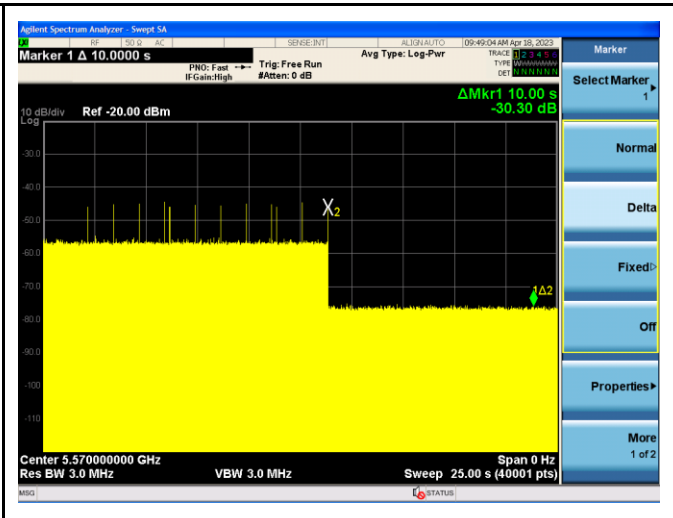 Agilent Spectrum Analyzer - Swept SA
RF 50 Ω AC SENSE:INT ALIGNAUTO 09:49:04 AM Apr 18, 2023
Marker 1 Δ 10.0000 s
PNO: Fast Trig: Free Run
IFGain:High #Atten: 0 dB
Avg Type: Log-Pwr
TRACE 1 2 3 4 5 6
TYPE
DET N N N N N N
ΔMkr1 10.00 s
-30.30 dB
10 dB/div Ref -20.00 dBm
Log
-30.0
-40.0
-50.0
-60.0
-70.0
-80.0
-90.0
-100
-110
X2
1Δ2
Center 5.570000000 GHz Span 0 Hz
Res BW 3.0 MHz VBW 3.0 MHz Sweep 25.00 s (40001 pts)
MSG STATUS
Marker
Select Marker
1
Normal
Delta
Fixed
Off
Properties
More
1 of 2